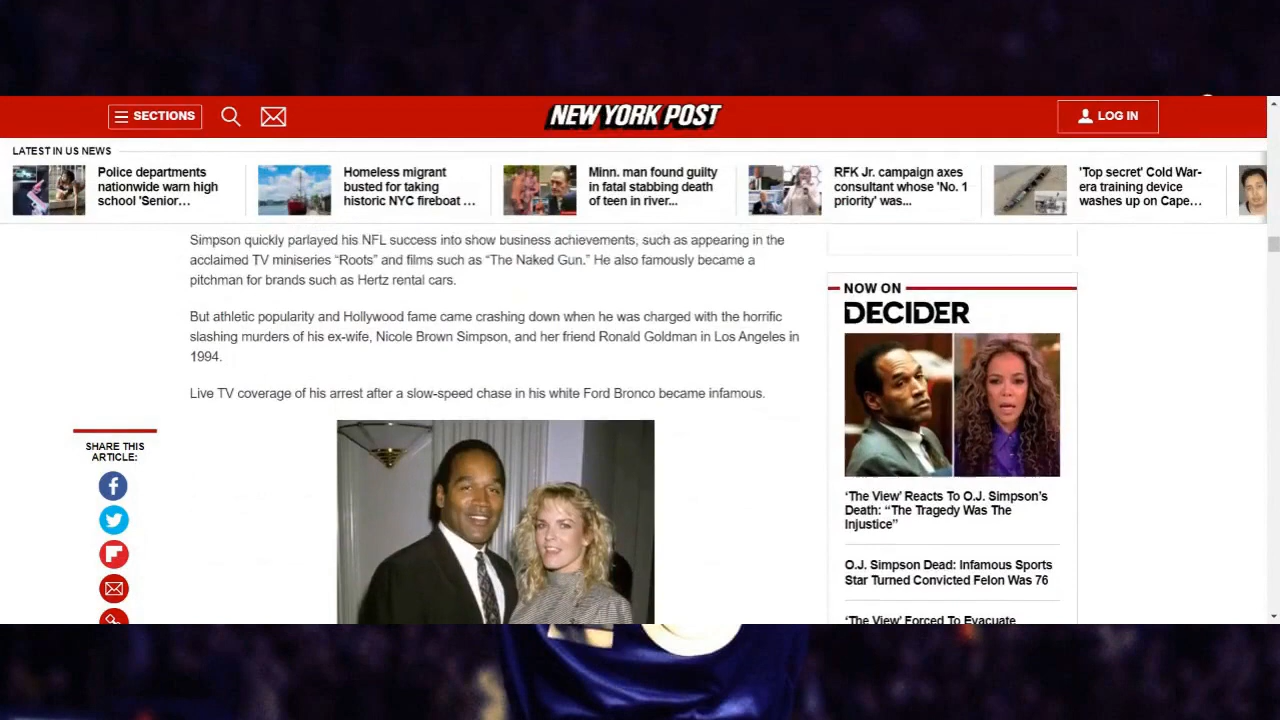 SECTIONS
NEW YORK POST
LOG IN
LATEST IN US NEWS
Police departments
nationwide warn high
school 'Senior...
Homeless migrant
busted for taking
historic NYC fireboat ...
Minn. man found guilty
in fatal stabbing death
of teen in river...
RFK Jr. campaign axes
consultant whose 'No. 1
priority' was...
'Top secret' Cold War-
era training device
washes up on Cape...
Simpson quickly parlayed his NFL success into show business achievements, such as appearing in the
acclaimed TV miniseries “Roots” and films such as “The Naked Gun.” He also famously became a
pitchman for brands such as Hertz rental cars.
But athletic popularity and Hollywood fame came crashing down when he was charged with the horrific
slashing murders of his ex-wife, Nicole Brown Simpson, and her friend Ronald Goldman in Los Angeles in
1994.
Live TV coverage of his arrest after a slow-speed chase in his white Ford Bronco became infamous.
SHARE THIS
ARTICLE:
NOW ON
DECIDER
‘The View’ Reacts To O.J. Simpson’s
Death: “The Tragedy Was The
Injustice”
O.J. Simpson Dead: Infamous Sports
Star Turned Convicted Felon Was 76
‘The View’ Forced To Evacuate